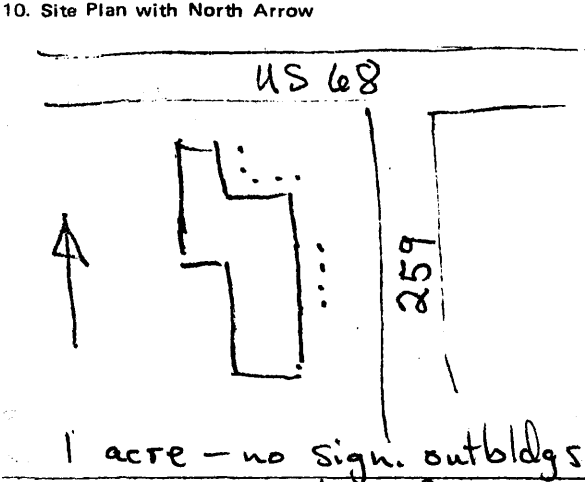 10. Site Plan with North Arrow
US 68
259
1 acre – no sign. outbldgs